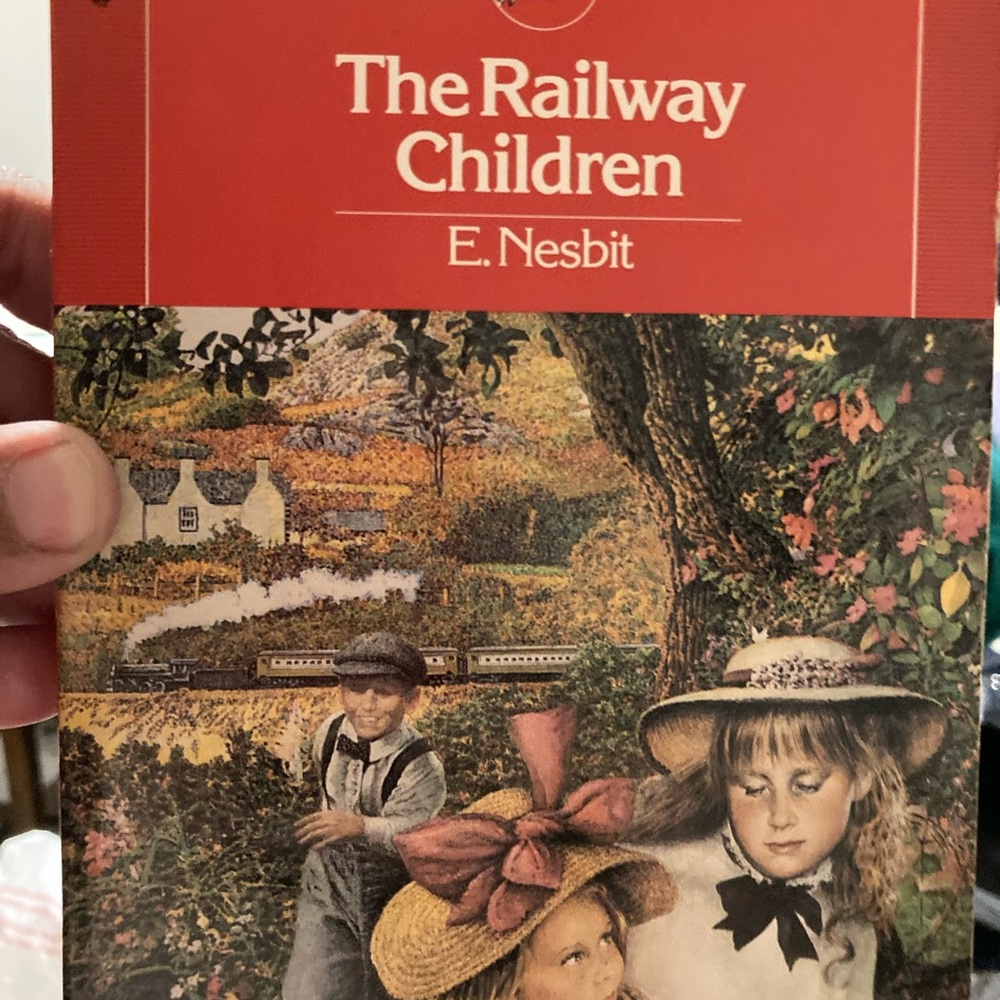 The Railway
Children
E. Nesbit